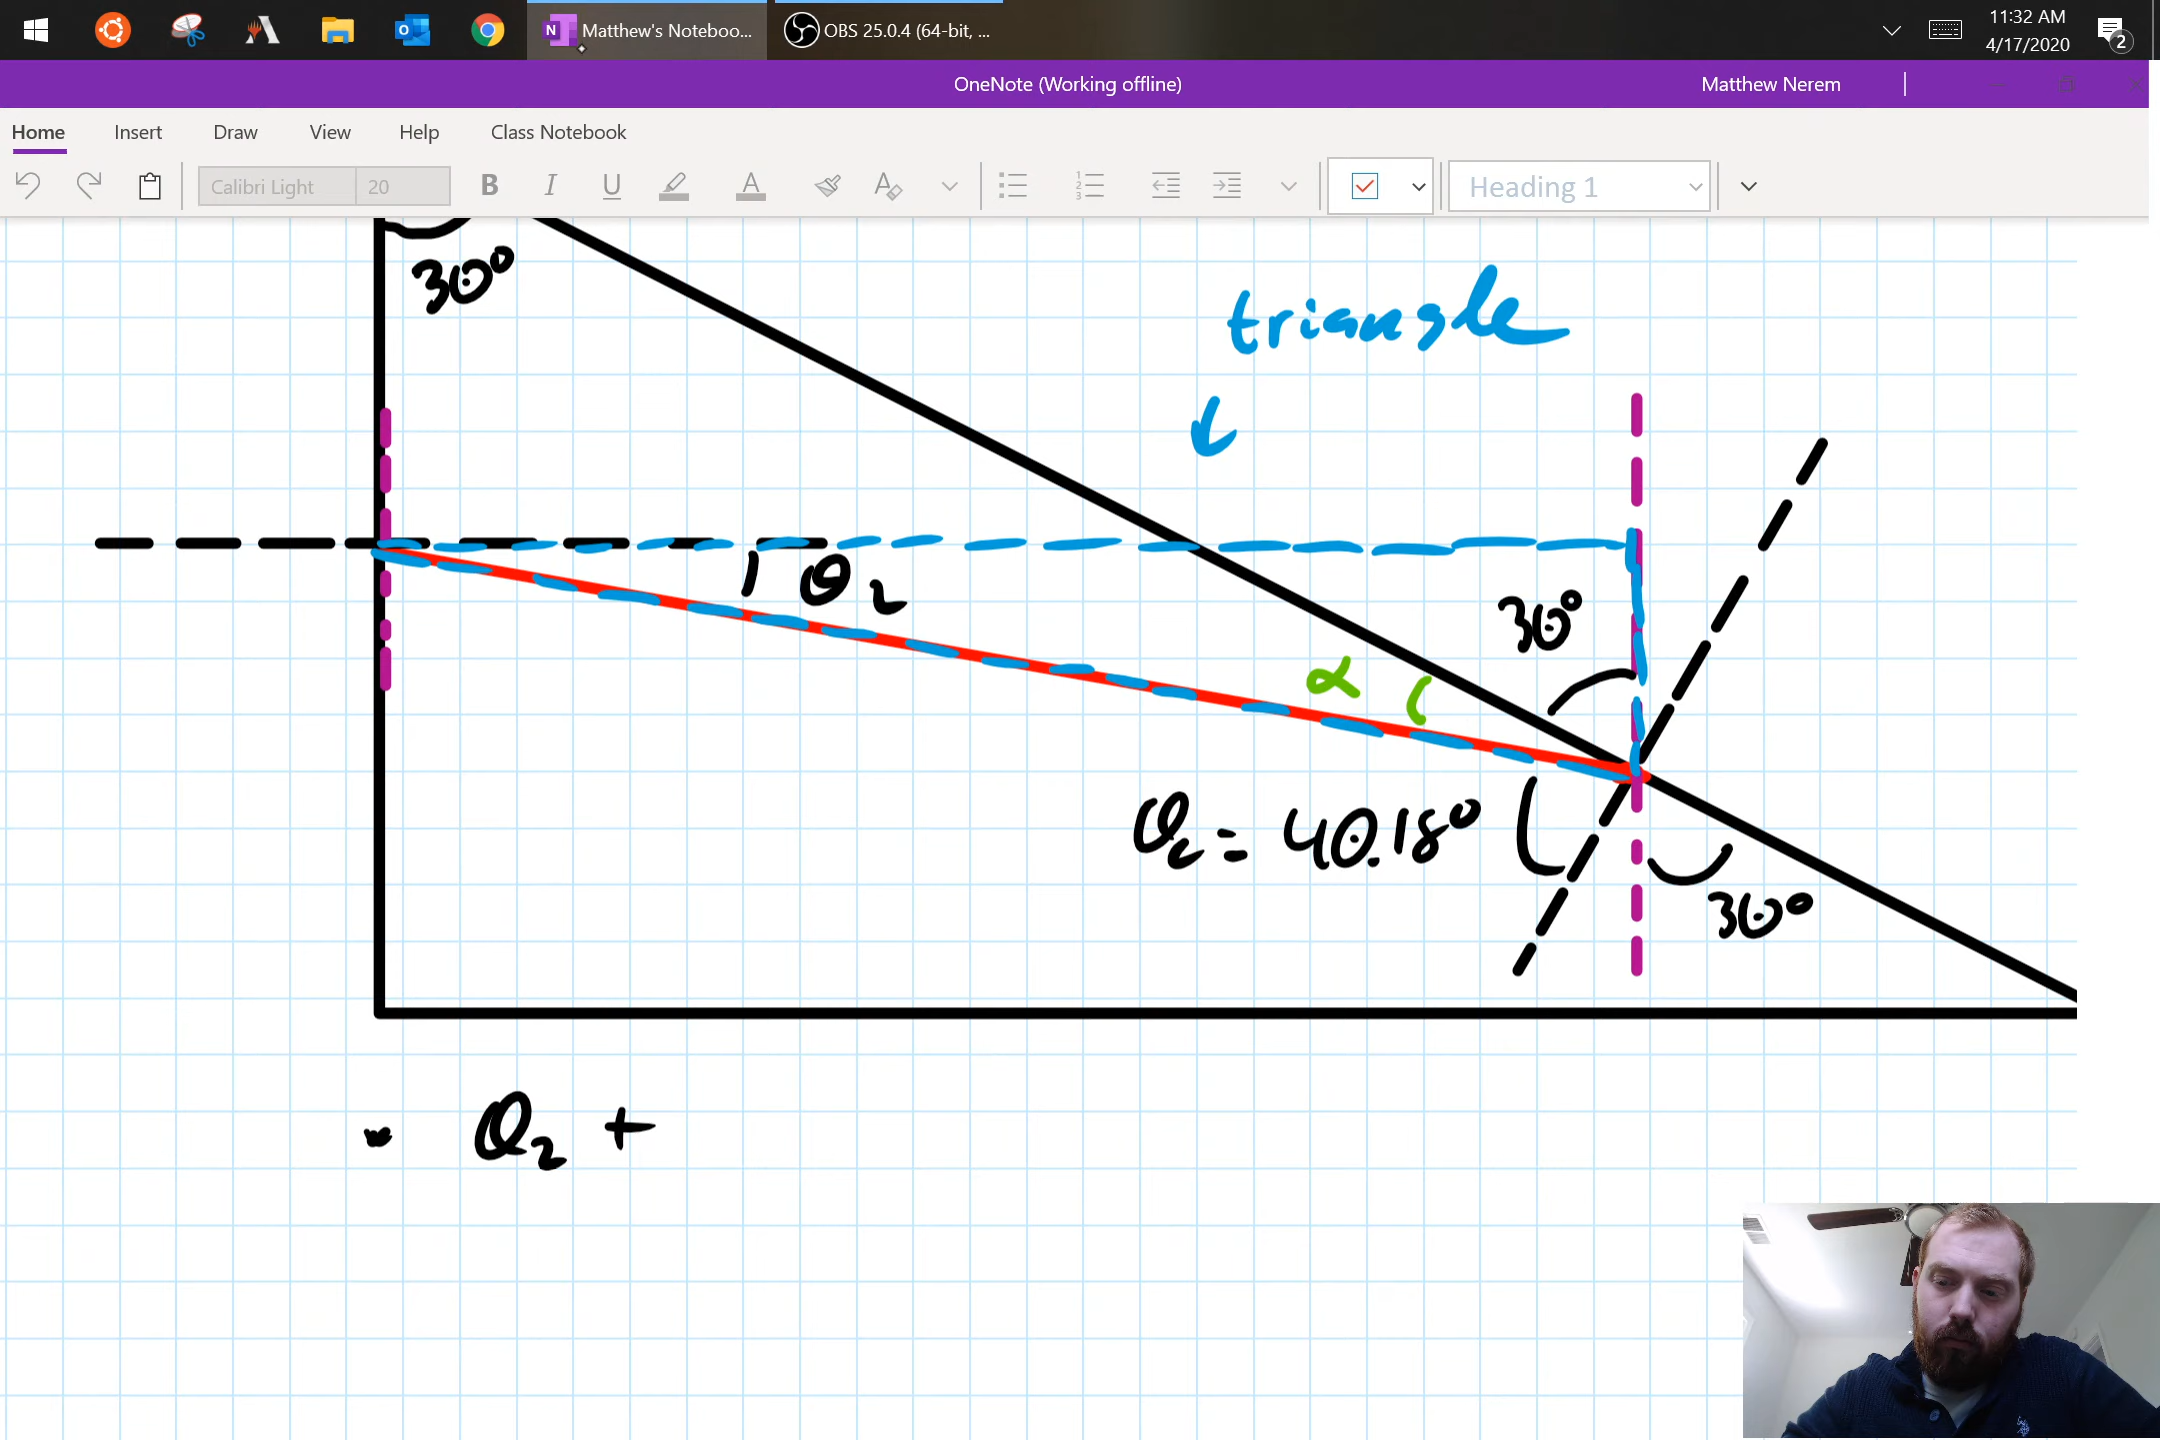 Matthew's Noteboo...
OBS 25.0.4 (64-bit, ...
11:32 AM
4/17/2020
2
OneNote (Working offline)
Matthew Nerem
Home Insert Draw View Help Class Notebook
Calibri Light 20 B I U A A Heading 1
30°
triangle
θ2
30°
α
θ2 = 40.18°
30°
θ2 +